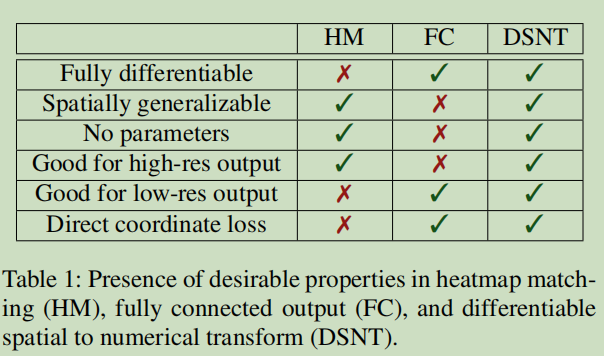 HM FC DSNT
Fully differentiable ✗ ✓ ✓
Spatially generalizable ✓ ✗ ✓
No parameters ✓ ✗ ✓
Good for high-res output ✓ ✗ ✓
Good for low-res output ✗ ✓ ✓
Direct coordinate loss ✗ ✓ ✓
Table 1: Presence of desirable properties in heatmap match-
ing (HM), fully connected output (FC), and differentiable
spatial to numerical transform (DSNT).